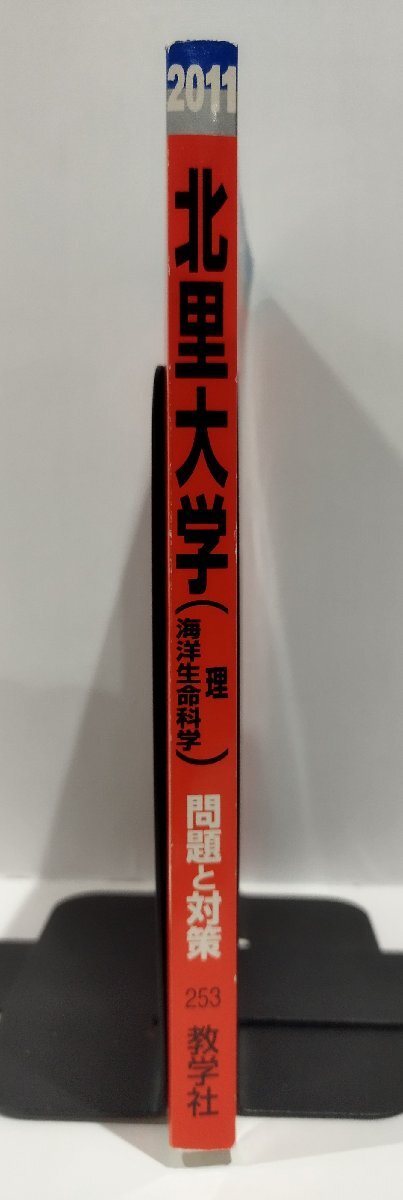 2011
北里大学
(理
海洋生命科学)
問題と対策
253
教学社